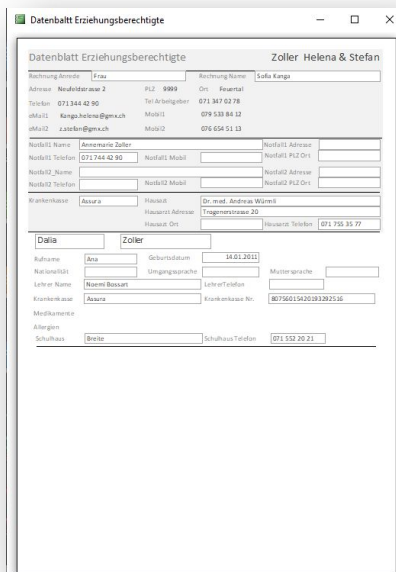 Datenbaltt Erziehungsberechtigte
Datenblatt Erziehungsberechtigte Zoller Helena & Stefan
Rechnung Anrede Frau Rechnung Name Sofia Kanga
Adresse Neufeldstrasse 2 PLZ 9999 Ort Feuertal
Telefon 071 344 42 90 Tel Arbeitgeber 071 347 02 78
eMail1 Kanga.helena@gmx.ch Mobil1 079 533 84 12
eMail2 z.stefan@gmx.ch Mobil2 076 654 51 13
Notfall1 Name Annemarie Zoller Notfall1 Adresse
Notfall1 Telefon 071 744 42 90 Notfall1 Mobil Notfall1 PLZ Ort
Notfall2_Name Notfall2 Adresse
Notfall2 Telefon Notfall2 Mobil Notfall2 PLZ Ort
Krankenkasse Assura Hausast Dr. med. Andreas Würmli
Hausarzt Adresse Trogenerstrasse 20
Hausast Ort Hausarzt Telefon 071 755 35 77
Dalia Zoller
Rufname Ana Geburtsdatum 14.01.2011
Nationalität Umgangssprache Muttersprache
Lehrer Name Noemi Bossart LehrerTelefon
Krankenkasse Assura Krankenkasse Nr. 80756015420193292516
Medikamente
Allergien
Schulhaus Breite Schulhaus Telefon 071 552 20 21